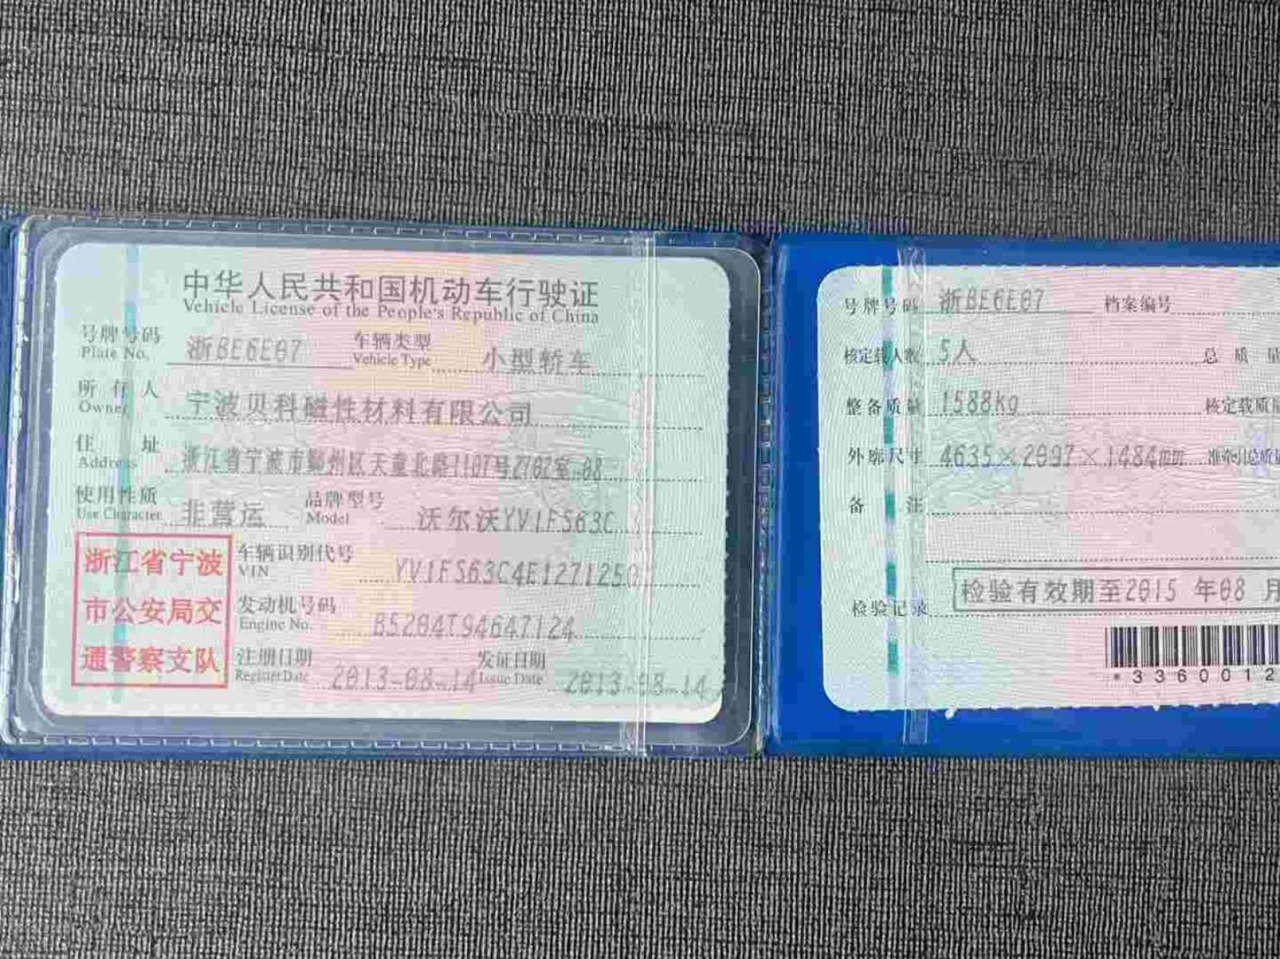 中华人民共和国机动车行驶证
Vehicle License of the People's Republic of China
号牌号码 浙BE6E07 车辆类型 小型轿车
Plate No. Vehicle Type
所有人 宁波贝科磁性材料有限公司
Owner
住址 浙江省宁波市鄞州区天童北路1107号2702室-08
Address
使用性质 非营运 品牌型号 沃尔沃YV1FS63C
Use Character Model
浙江省宁波市公安局交通警察支队
车辆识别代号 YV1FS63C4E1271250
VIN
发动机号码 B5204T94647124
Engine No.
注册日期 2013-08-14 发证日期 2013-08-14
Register Date Issue Date
号牌号码 浙BE6E07 档案编号
核定载人数 5人 总质量
整备质量 1588kg 核定载质
外廓尺寸 4635×2097×1484mm 准牵引总质
备注
检验记录 检验有效期至2015年08月
*3360012